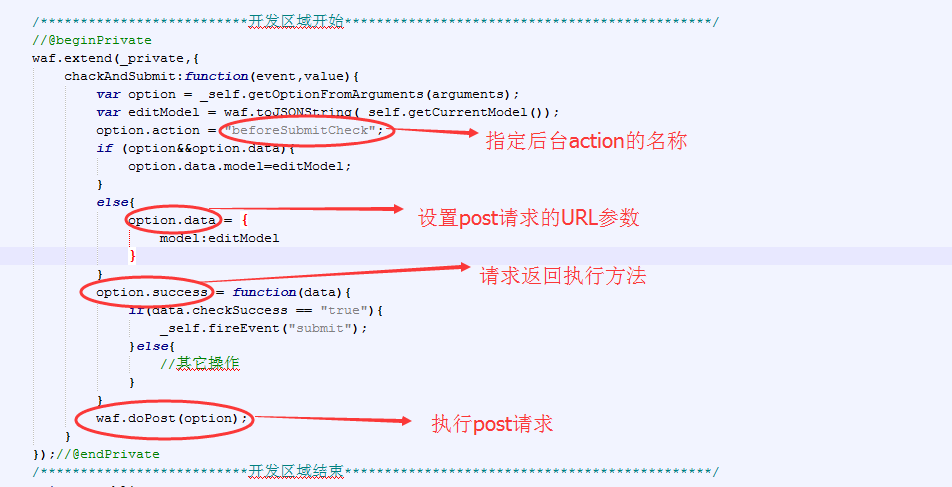 /**************************开发区域开始**********************************************/
//@beginPrivate
waf.extend(_private,{
chackAndSubmit:function(event,value){
var option = _self.getOptionFromArguments(arguments);
var editModel = waf.toJSONString(_self.getCurrentModel());
option.action = "beforeSubmitCheck";
指定后台action的名称
if (option&&option.data){
option.data.model=editModel;
}
else{
option.data = {
设置post请求的URL参数
model:editModel
}
}
请求返回执行方法
option.success = function(data){
if(data.checkSuccess == "true"){
_self.fireEvent("submit");
}else{
//其它操作
}
}
waf.doPost(option);
执行post请求
}
});//@endPrivate
/**************************开发区域结束**********************************************/